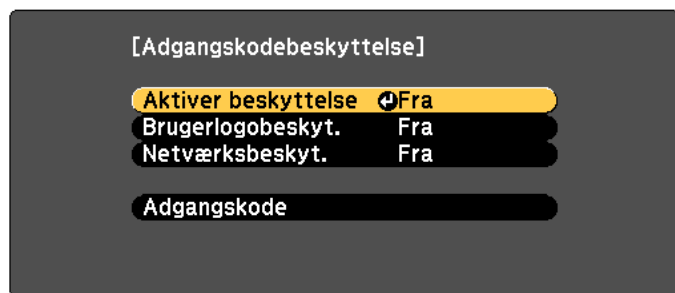 [Adgangskodebeskyttelse]
Aktiver beskyttelse Fra
Brugerlogobeskyt. Fra
Netværksbeskyt. Fra
Adgangskode